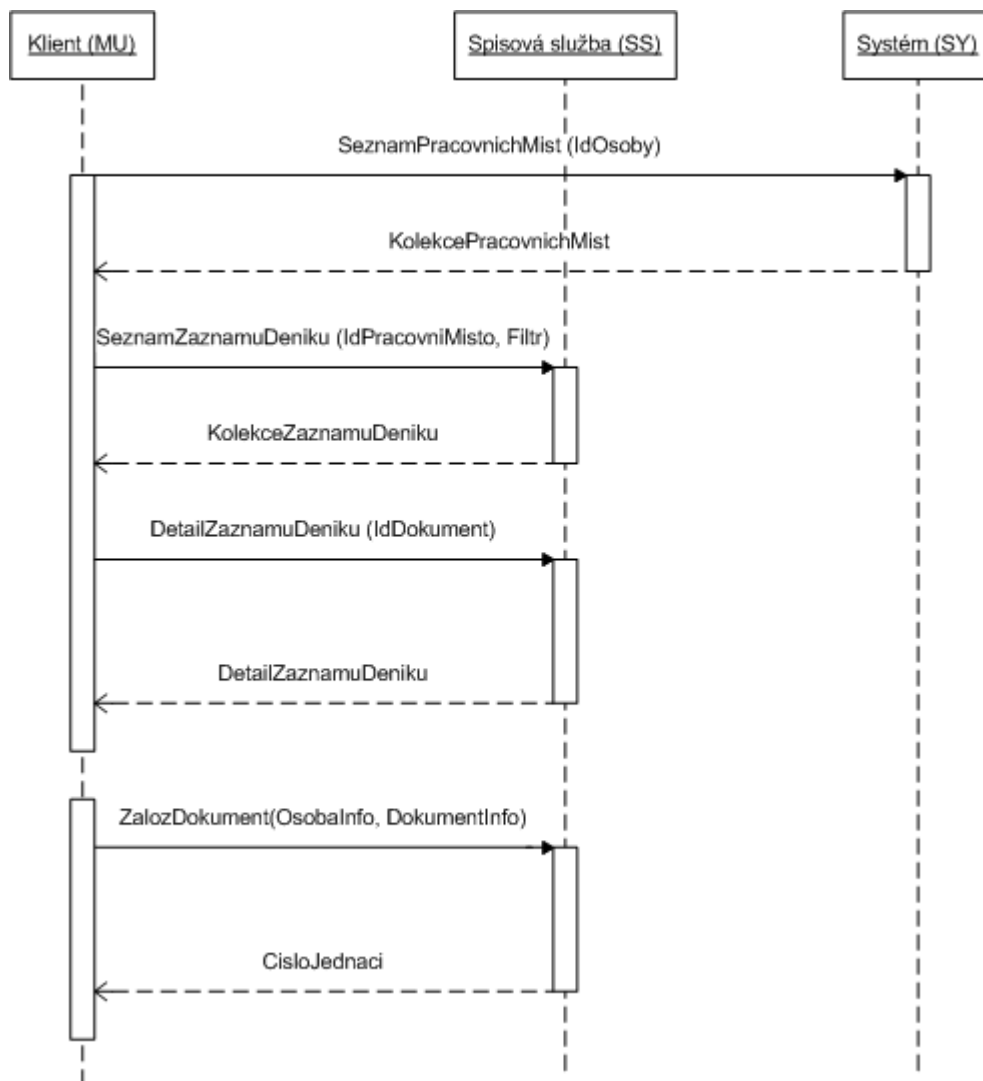 Klient (MU)
Spisová služba (SS)
Systém (SY)
SeznamPracovnichMist (IdOsoby)
KolekcePracovnichMist
SeznamZaznamuDeniku (IdPracovniMisto, Filtr)
KolekceZaznamuDeniku
DetailZaznamuDeniku (IdDokument)
DetailZaznamuDeniku
ZalozDokument(OsobaInfo, DokumentInfo)
CisloJednaci